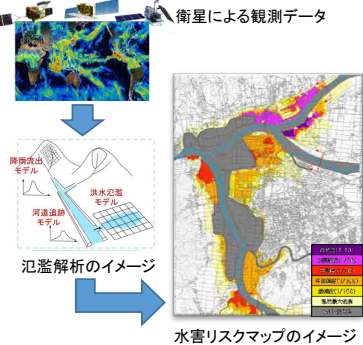 衛星による観測データ
降雨流出
モデル
洪水氾濫
モデル
河道追跡
モデル
氾濫解析のイメージ
水害リスクマップのイメージ